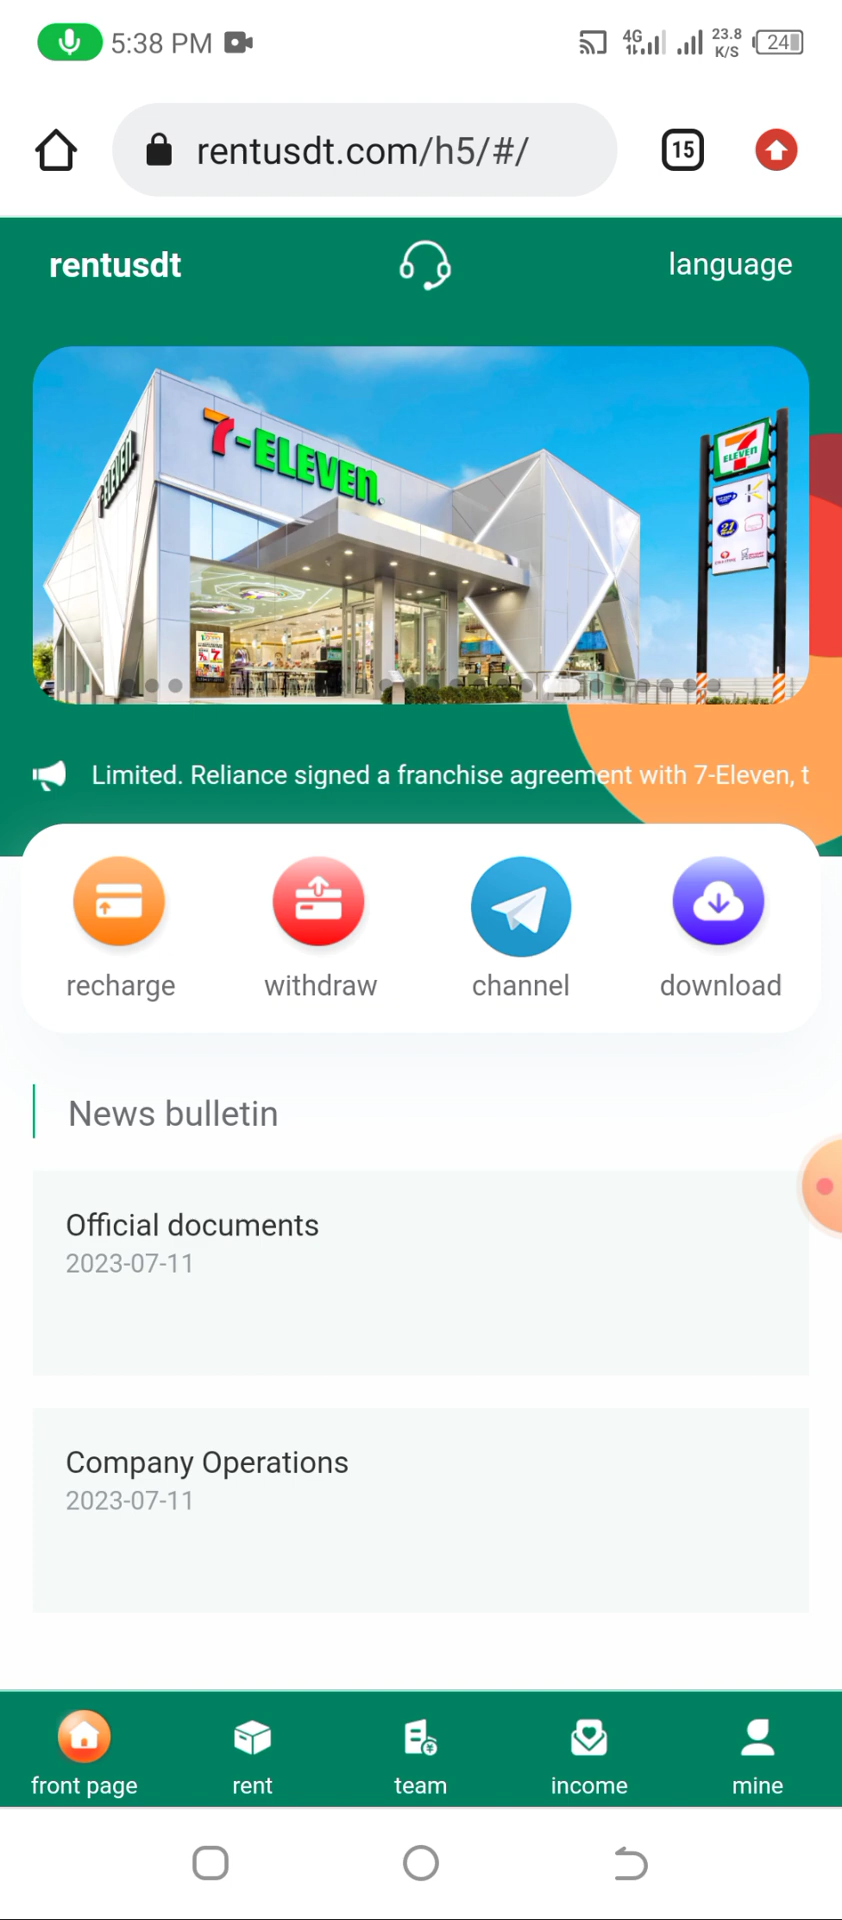 5:38 PM
4G
23.8
K/S
24
rentusdt.com/h5/#/
15
rentusdt
language
7-ELEVEN
7-ELEVEN
7
ELEVEN
21
Limited. Reliance signed a franchise agreement with 7-Eleven, t
recharge
withdraw
channel
download
News bulletin
Official documents
2023-07-11
Company Operations
2023-07-11
front page
rent
team
income
mine